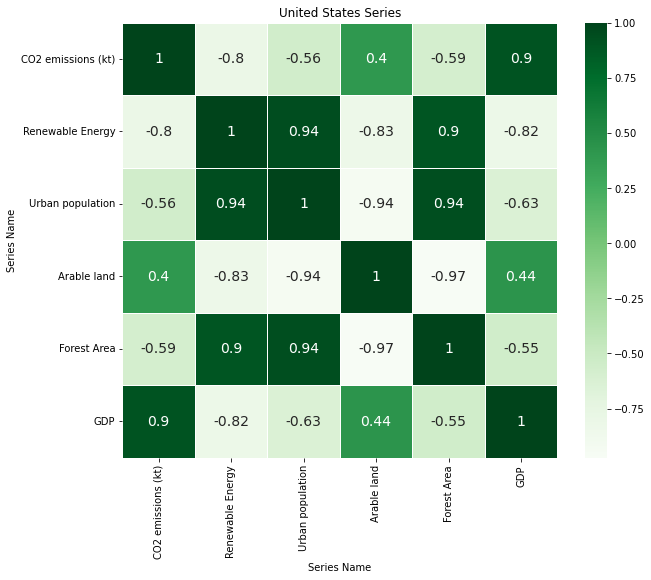 United States Series
CO2 emissions (kt) 1 -0.8 -0.56 0.4 -0.59 0.9
Renewable Energy -0.8 1 0.94 -0.83 0.9 -0.82
Urban population -0.56 0.94 1 -0.94 0.94 -0.63
Arable land 0.4 -0.83 -0.94 1 -0.97 0.44
Forest Area -0.59 0.9 0.94 -0.97 1 -0.55
GDP 0.9 -0.82 -0.63 0.44 -0.55 1
Series Name
CO2 emissions (kt)
Renewable Energy
Urban population
Arable land
Forest Area
GDP
Series Name
1.00
0.75
0.50
0.25
0.00
-0.25
-0.50
-0.75